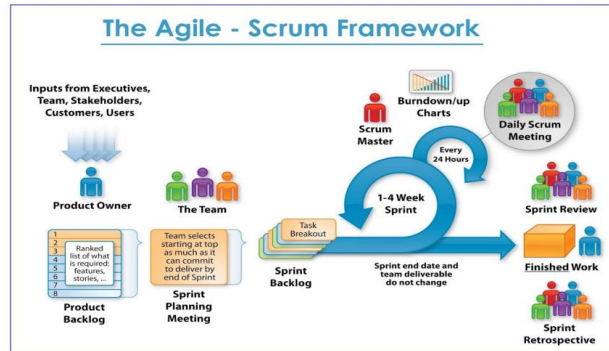 The Agile - Scrum Framework
Inputs from Executives,
Team, Stakeholders,
Customers, Users
Product Owner
The Team
1
2
3
4
5
6
7
8
Ranked
list of what
is required:
features,
stories, ...
Product
Backlog
Team selects
starting at top
as much as it
can commit
to deliver by
end of Sprint
Sprint
Planning
Meeting
Task
Breakout
Sprint
Backlog
Scrum
Master
Burndown/up
Charts
Every
24 Hours
1-4 Week
Sprint
Daily Scrum
Meeting
Sprint end date and
team deliverable
do not change
Sprint Review
Finished Work
Sprint
Retrospective